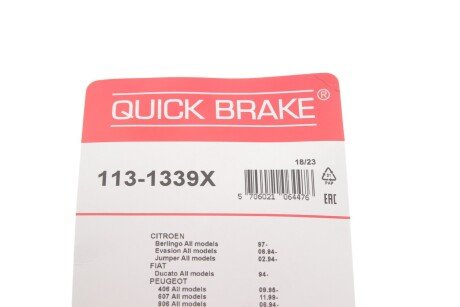 QUICK BRAKE®
18/23
113-1339X
5 706021 064476
21
PAP
EAC
CITROEN
Berlingo All models 97-
Evasion All models 06.94-
Jumper All models 02.94-
FIAT
Ducato All models 94-
PEUGEOT
406 All models 09.95-
607 All models 11.99-
806 All models 06.94-